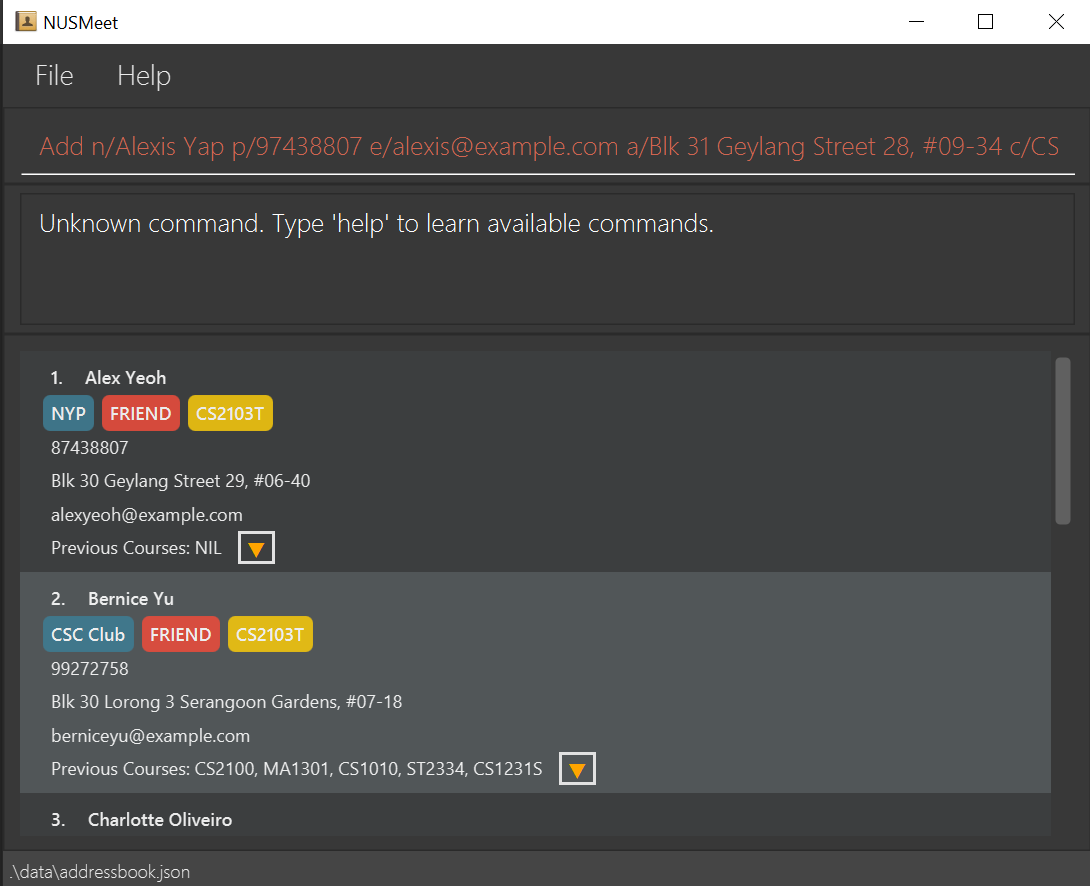 NUSMeet
File Help
Add n/Alexis Yap p/97438807 e/alexis@example.com a/Blk 31 Geylang Street 28, #09-34 c/CS
Unknown command. Type 'help' to learn available commands.
1. Alex Yeoh
NYP FRIEND CS2103T
87438807
Blk 30 Geylang Street 29, #06-40
alexyeoh@example.com
Previous Courses: NIL
2. Bernice Yu
CSC Club FRIEND CS2103T
99272758
Blk 30 Lorong 3 Serangoon Gardens, #07-18
berniceyu@example.com
Previous Courses: CS2100, MA1301, CS1010, ST2334, CS1231S
3. Charlotte Oliveiro
.\data\addressbook.json